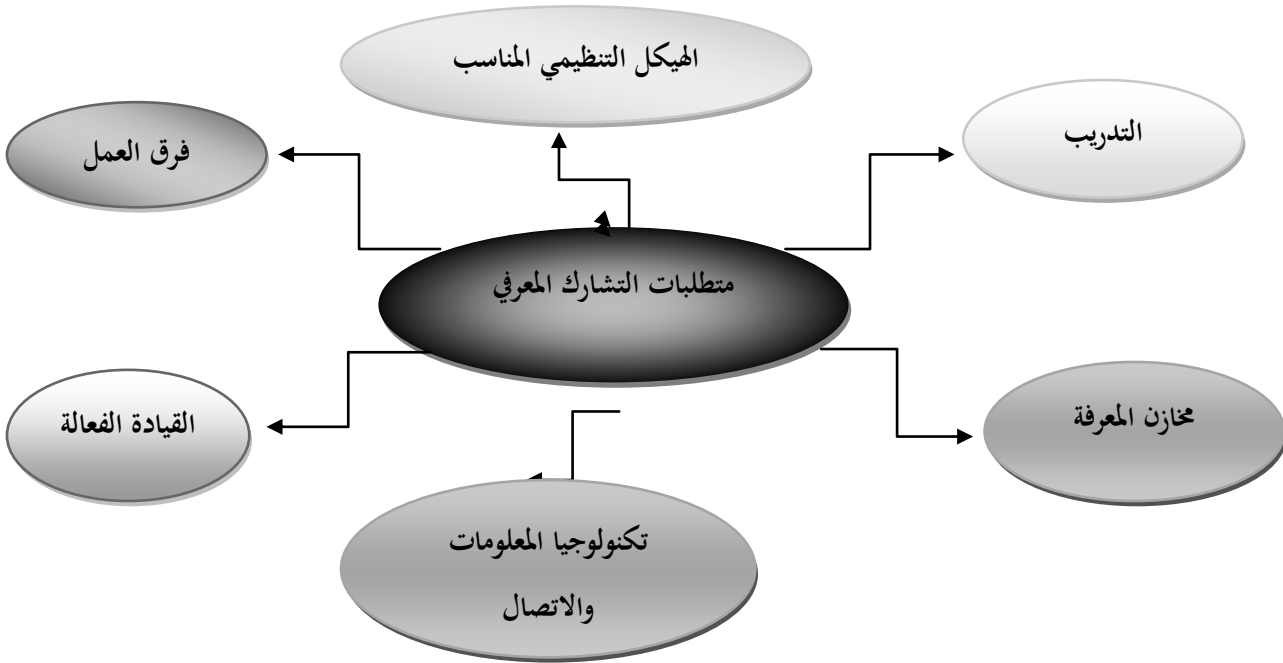 الهيكل التنظيمي المناسب
التدريب
فرق العمل
متطلبات التشارك المعرفي
مخازن المعرفة
القيادة الفعالة
تكنولوجيا المعلومات
والاتصال